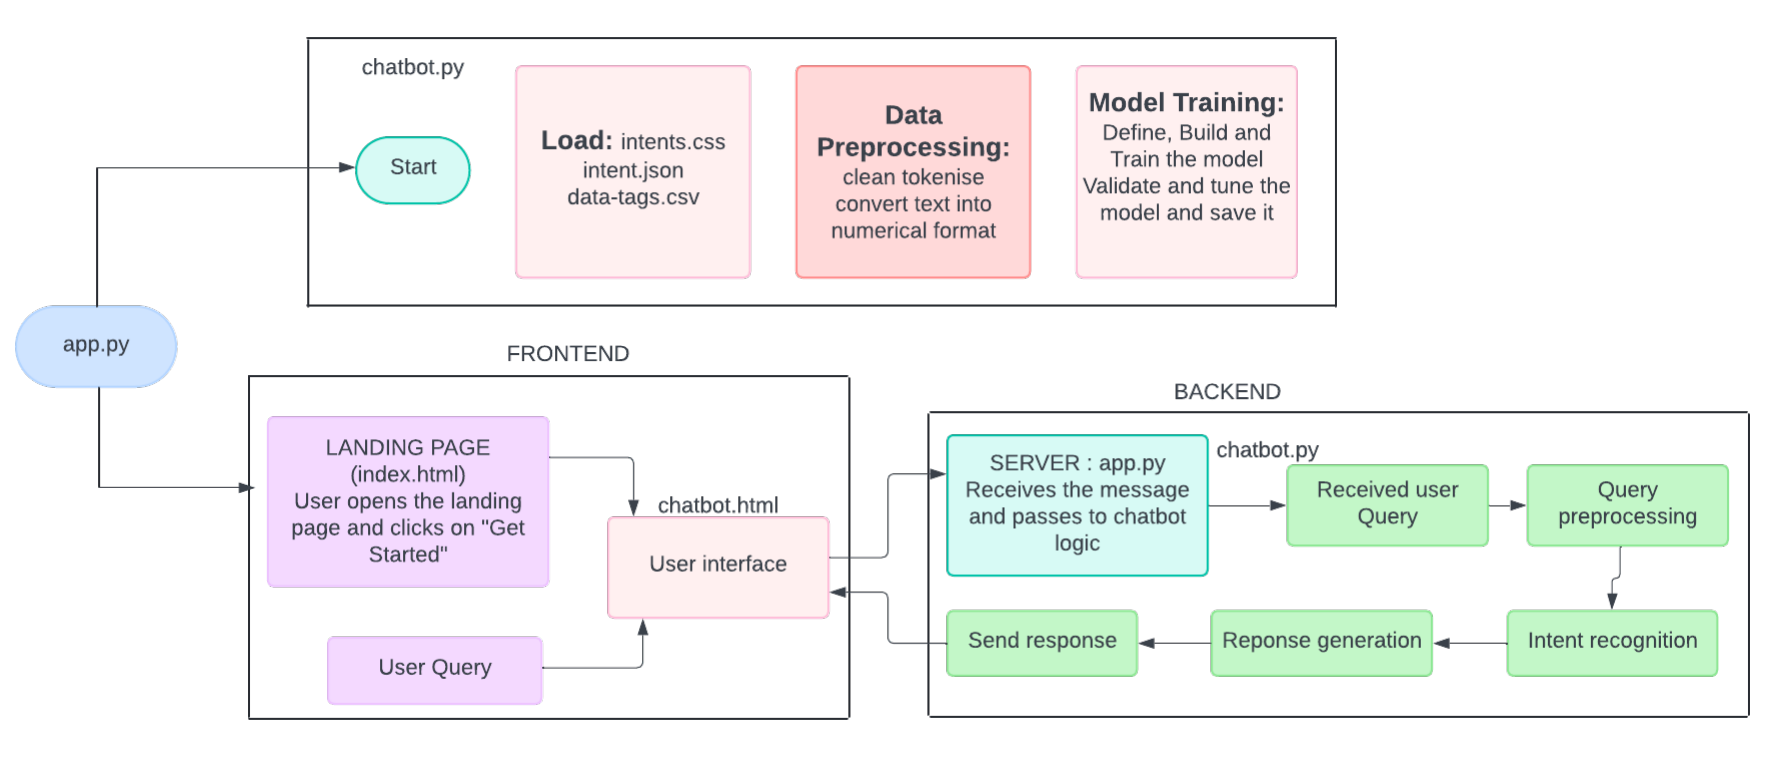 chatbot.py
Start
Load: intents.css
intent.json
data-tags.csv
Data
Preprocessing:
clean tokenise
convert text into
numerical format
Model Training:
Define, Build and
Train the model
Validate and tune the
model and save it
app.py
FRONTEND
LANDING PAGE
(index.html)
User opens the landing
page and clicks on "Get
Started"
chatbot.html
User interface
User Query
BACKEND
SERVER : app.py
Receives the message
and passes to chatbot
logic
chatbot.py
Received user
Query
Query
preprocessing
Send response
Reponse generation
Intent recognition